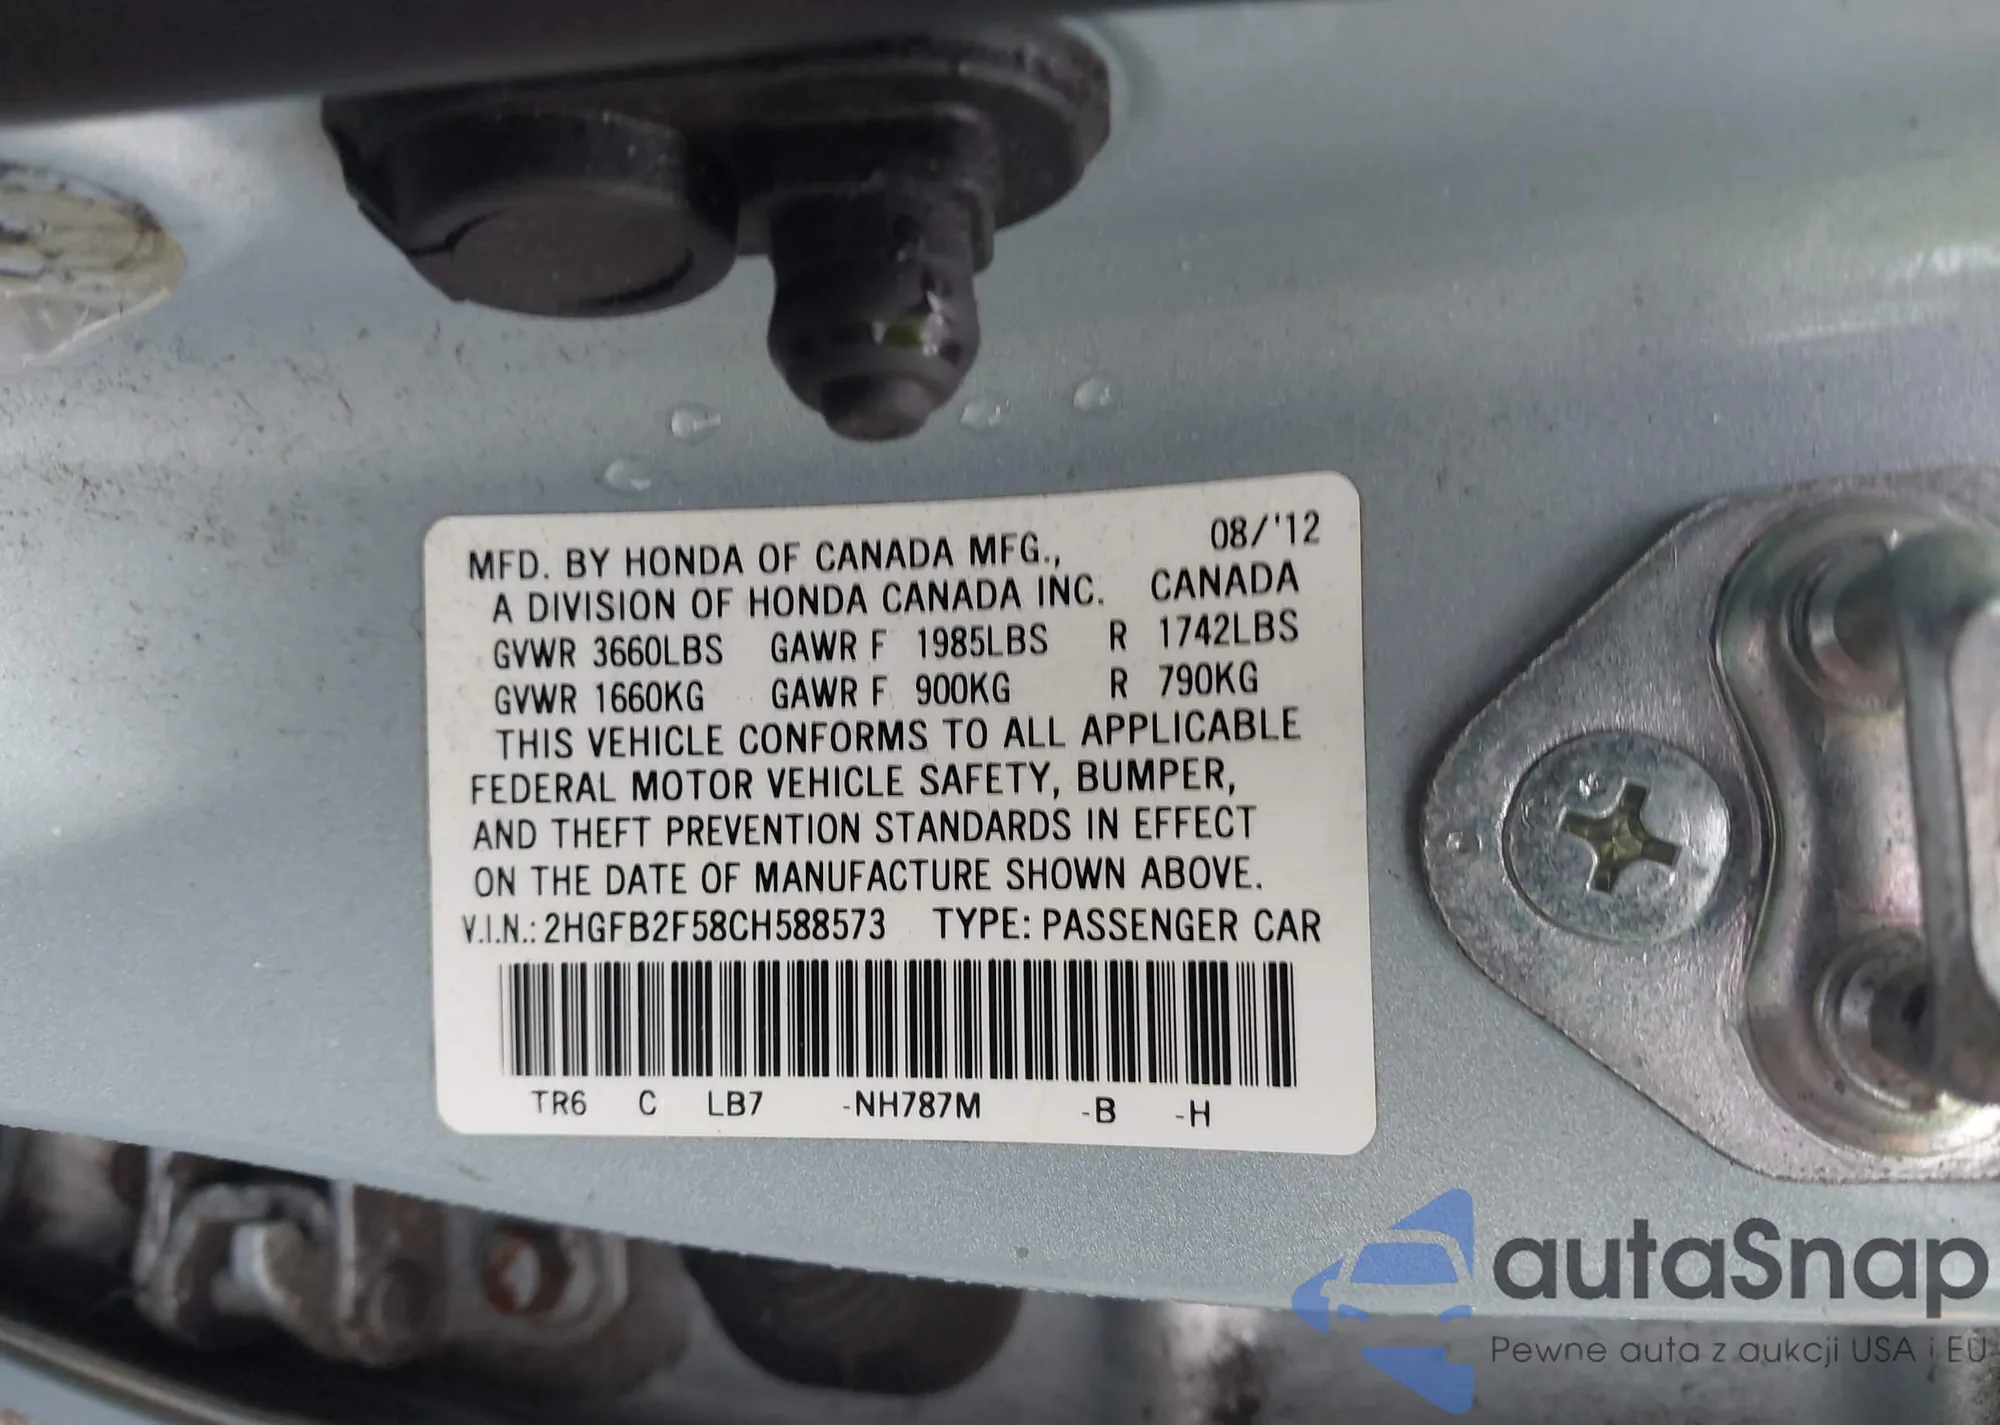 08/'12
MFD. BY HONDA OF CANADA MFG.,
A DIVISION OF HONDA CANADA INC. CANADA
GVWR 3660LBS GAWR F 1985LBS R 1742LBS
GVWR 1660KG GAWR F 900KG R 790KG
THIS VEHICLE CONFORMS TO ALL APPLICABLE
FEDERAL MOTOR VEHICLE SAFETY, BUMPER,
AND THEFT PREVENTION STANDARDS IN EFFECT
ON THE DATE OF MANUFACTURE SHOWN ABOVE.
V.I.N.: 2HGFB2F58CH588573 TYPE: PASSENGER CAR
TR6 C LB7 -NH787M -B -H
autaSnap
Pewne auta z aukcji USA i EU